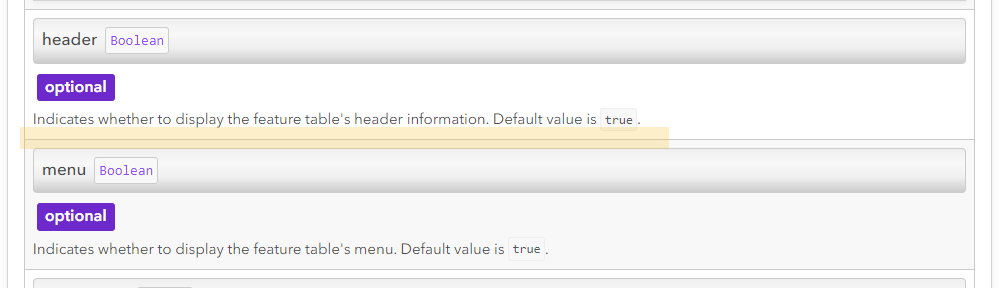 header Boolean
optional
Indicates whether to display the feature table's header information. Default value is true.
menu Boolean
optional
Indicates whether to display the feature table's menu. Default value is true.